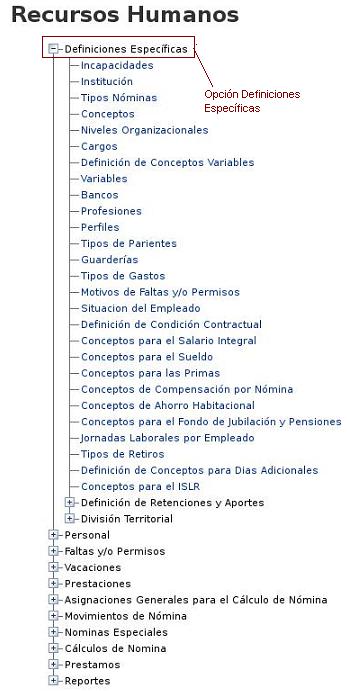 Recursos Humanos
Definiciones Específicas
Incapacidades
Opción Definiciones
Específicas
Institución
Tipos Nóminas
Conceptos
Niveles Organizacionales
Cargos
Definición de Conceptos Variables
Variables
Bancos
Profesiones
Perfiles
Tipos de Parientes
Guarderías
Tipos de Gastos
Motivos de Faltas y/o Permisos
Situacion del Empleado
Definición de Condición Contractual
Conceptos para el Salario Integral
Conceptos para el Sueldo
Conceptos para las Primas
Conceptos de Compensación por Nómina
Conceptos de Ahorro Habitacional
Conceptos para el Fondo de Jubilación y Pensiones
Jornadas Laborales por Empleado
Tipos de Retiros
Definición de Conceptos para Dias Adicionales
Conceptos para el ISLR
Definición de Retenciones y Aportes
División Territorial
Personal
Faltas y/o Permisos
Vacaciones
Prestaciones
Asignaciones Generales para el Cálculo de Nómina
Movimientos de Nómina
Nominas Especiales
Cálculos de Nomina
Prestamos
Reportes